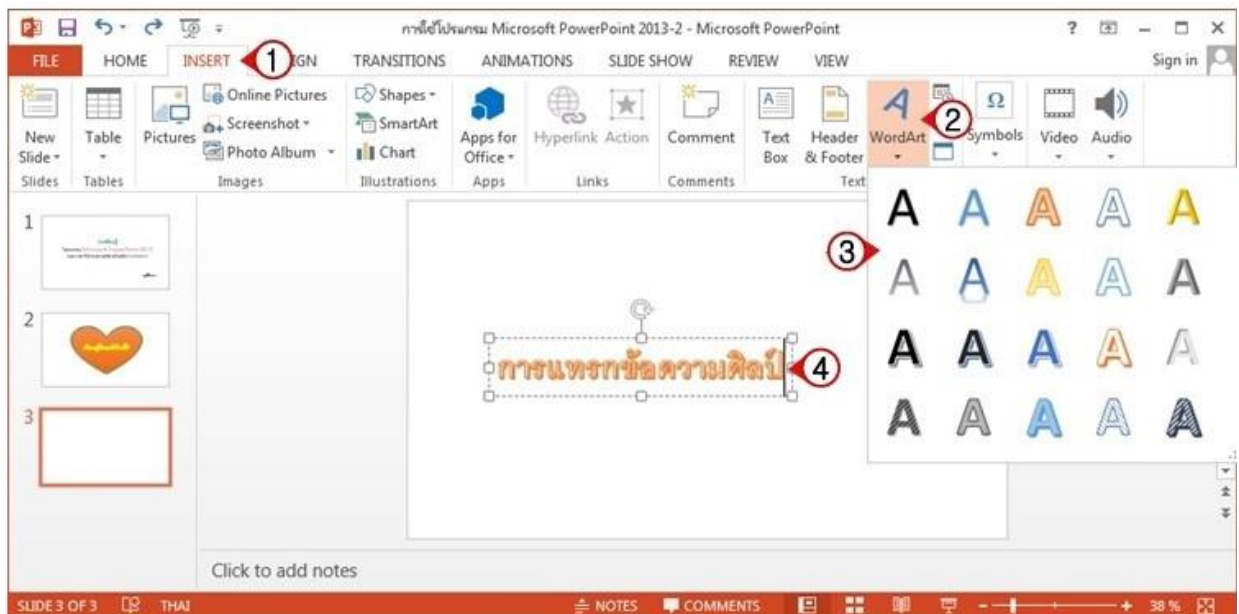 การใช้โปรแกรม Microsoft PowerPoint 2013-2 - Microsoft PowerPoint
?
FILE HOME INSERT 1 GN TRANSITIONS ANIMATIONS SLIDE SHOW REVIEW VIEW Sign in
New Slide
Table
Pictures
Online Pictures
Screenshot
Photo Album
Shapes
SmartArt
Chart
Apps for Office
Hyperlink
Action
Comment
Text Box
Header & Footer
WordArt
2
Ω
Symbols
Video
Audio
Slides Tables Images Illustrations Apps Links Comments Text
A A A A A
3
A A A A A
A A A A A
A A A A A
1
2
3
การแทรกข้อความศิลป์
4
Click to add notes
SLIDE 3 OF 3 THAI NOTES COMMENTS 38 %